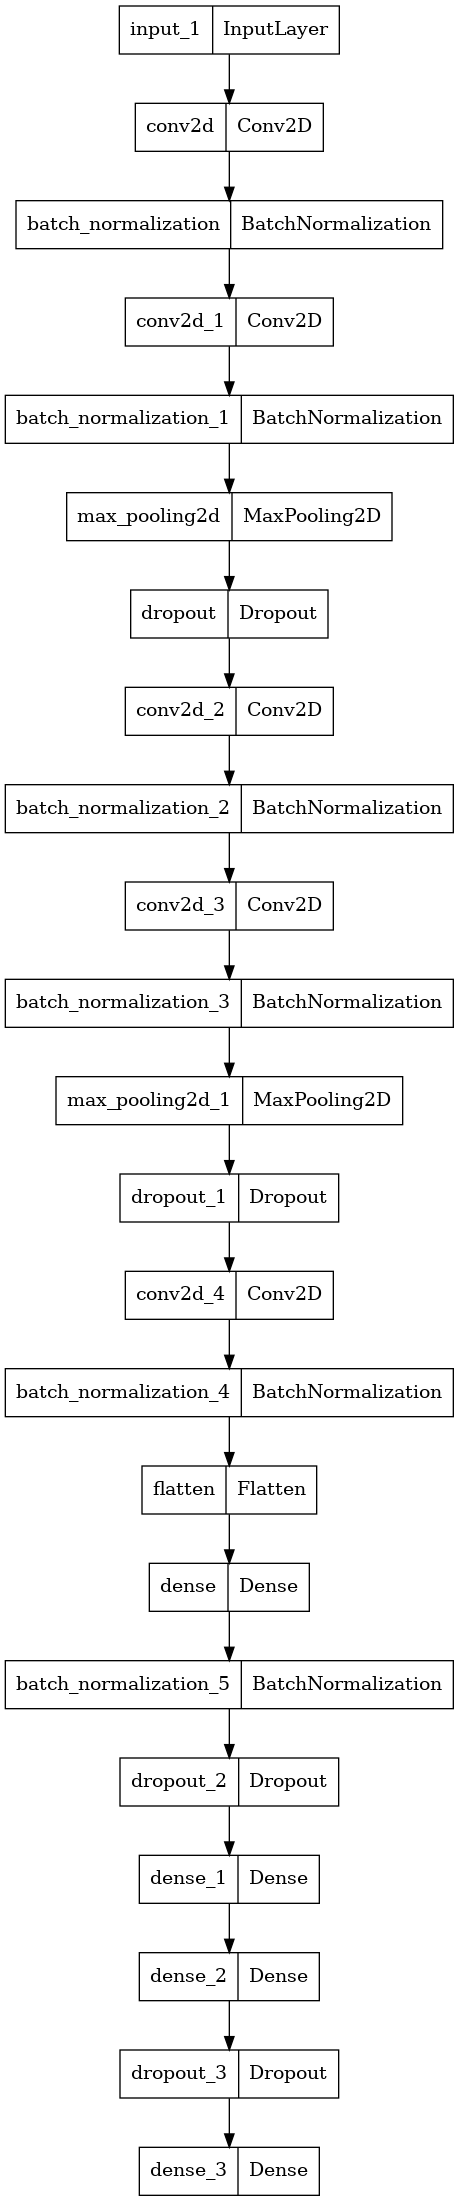 input_1 InputLayer
conv2d Conv2D
batch_normalization BatchNormalization
conv2d_1 Conv2D
batch_normalization_1 BatchNormalization
max_pooling2d MaxPooling2D
dropout Dropout
conv2d_2 Conv2D
batch_normalization_2 BatchNormalization
conv2d_3 Conv2D
batch_normalization_3 BatchNormalization
max_pooling2d_1 MaxPooling2D
dropout_1 Dropout
conv2d_4 Conv2D
batch_normalization_4 BatchNormalization
flatten Flatten
dense Dense
batch_normalization_5 BatchNormalization
dropout_2 Dropout
dense_1 Dense
dense_2 Dense
dropout_3 Dropout
dense_3 Dense